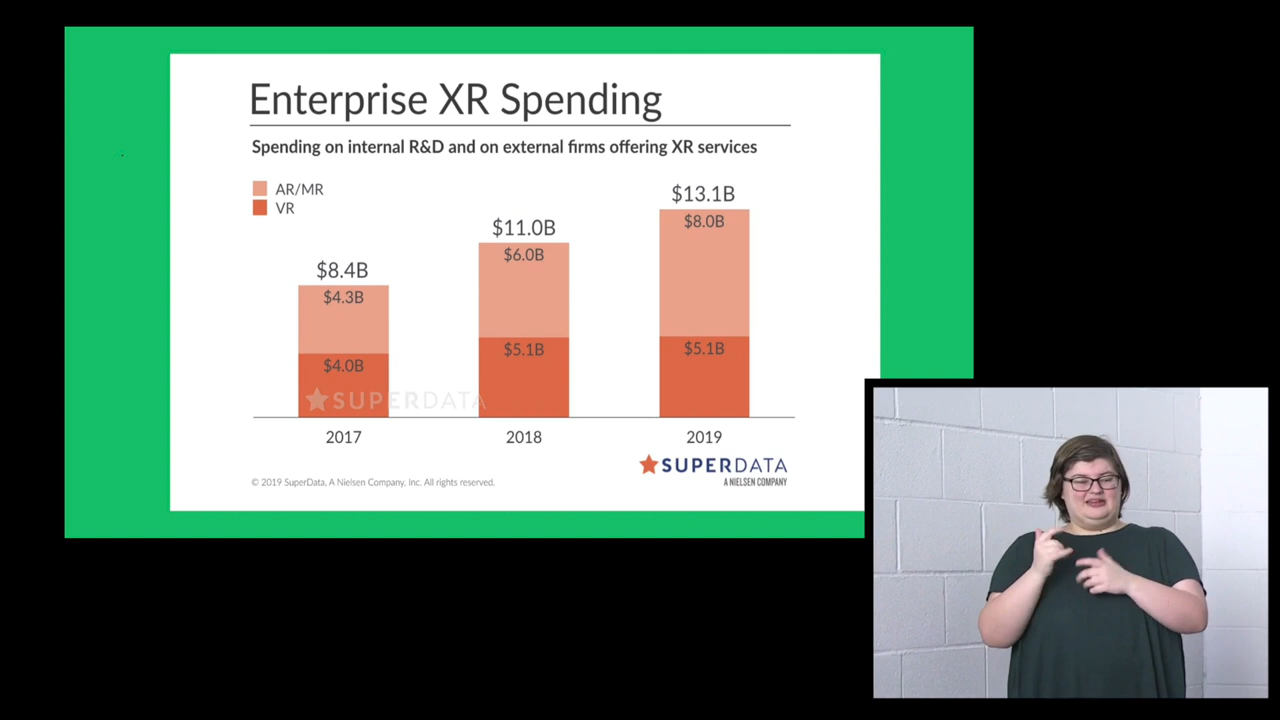 Enterprise XR Spending
Spending on internal R&D and on external firms offering XR services
AR/MR
VR
$8.4B
$4.3B
$4.0B
$11.0B
$6.0B
$5.1B
$13.1B
$8.0B
$5.1B
SUPERDATA
2017
2018
2019
© 2019 SuperData, A Nielsen Company, Inc. All rights reserved.
SUPERDATA
A NIELSEN COMPANY